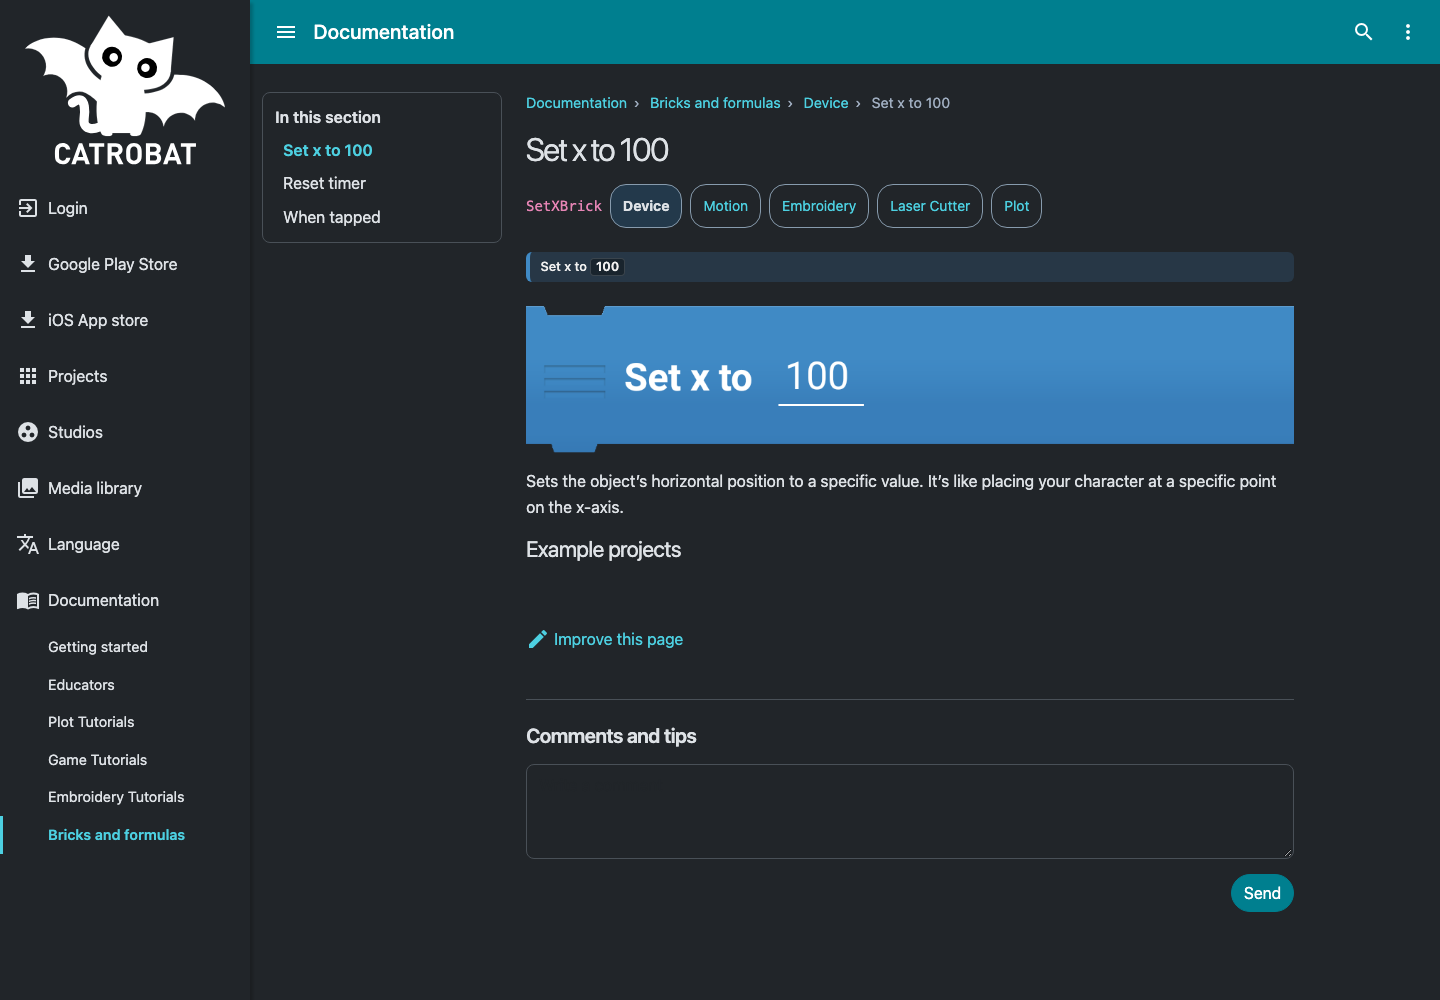 CATROBAT
Login
Google Play Store
iOS App store
Projects
Studios
Media library
Language
Documentation
Getting started
Educators
Plot Tutorials
Game Tutorials
Embroidery Tutorials
Bricks and formulas
Documentation
In this section
Set x to 100
Reset timer
When tapped
Documentation › Bricks and formulas › Device › Set x to 100
Set x to 100
SetXBrick Device Motion Embroidery Laser Cutter Plot
Set x to 100
Set x to 100
Sets the object’s horizontal position to a specific value. It’s like placing your character at a specific point
on the x-axis.
Example projects
Improve this page
Comments and tips
Send